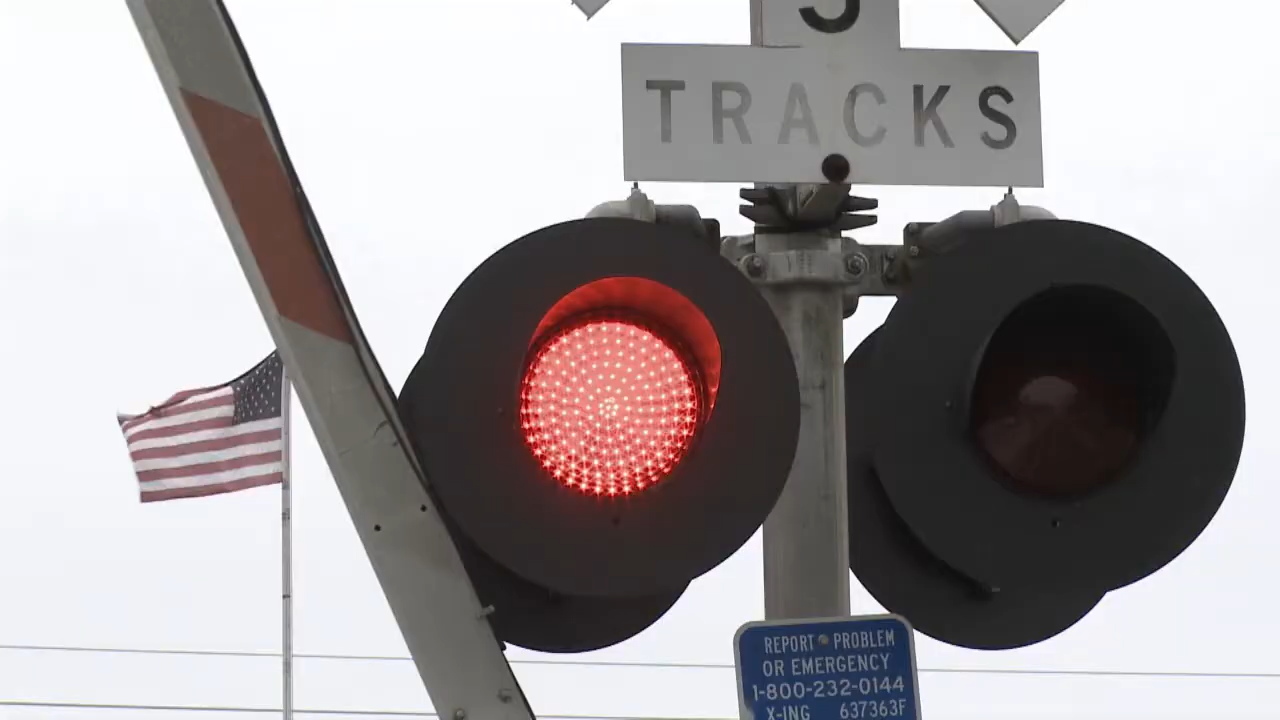 TRACKS
REPORT PROBLEM
OR EMERGENCY
1-800-232-0144
X-ING 637363F